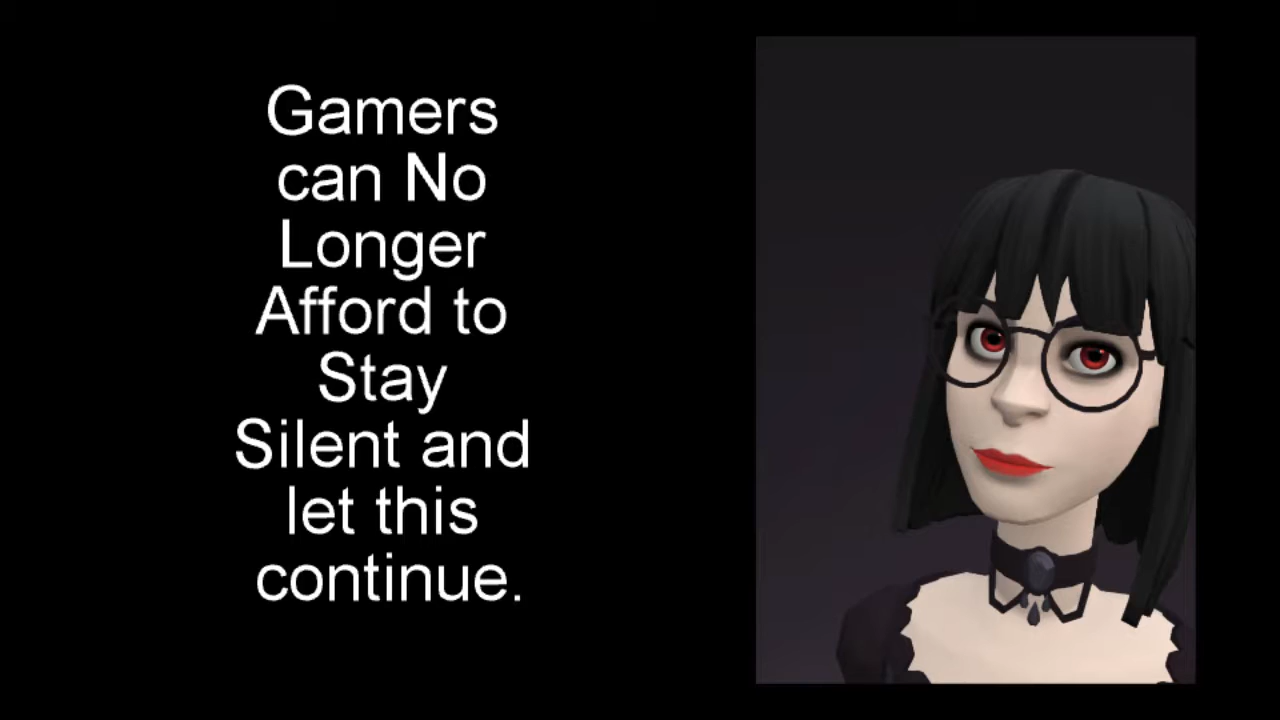 Gamers
can No
Longer
Afford to
Stay
Silent and
let this
continue.